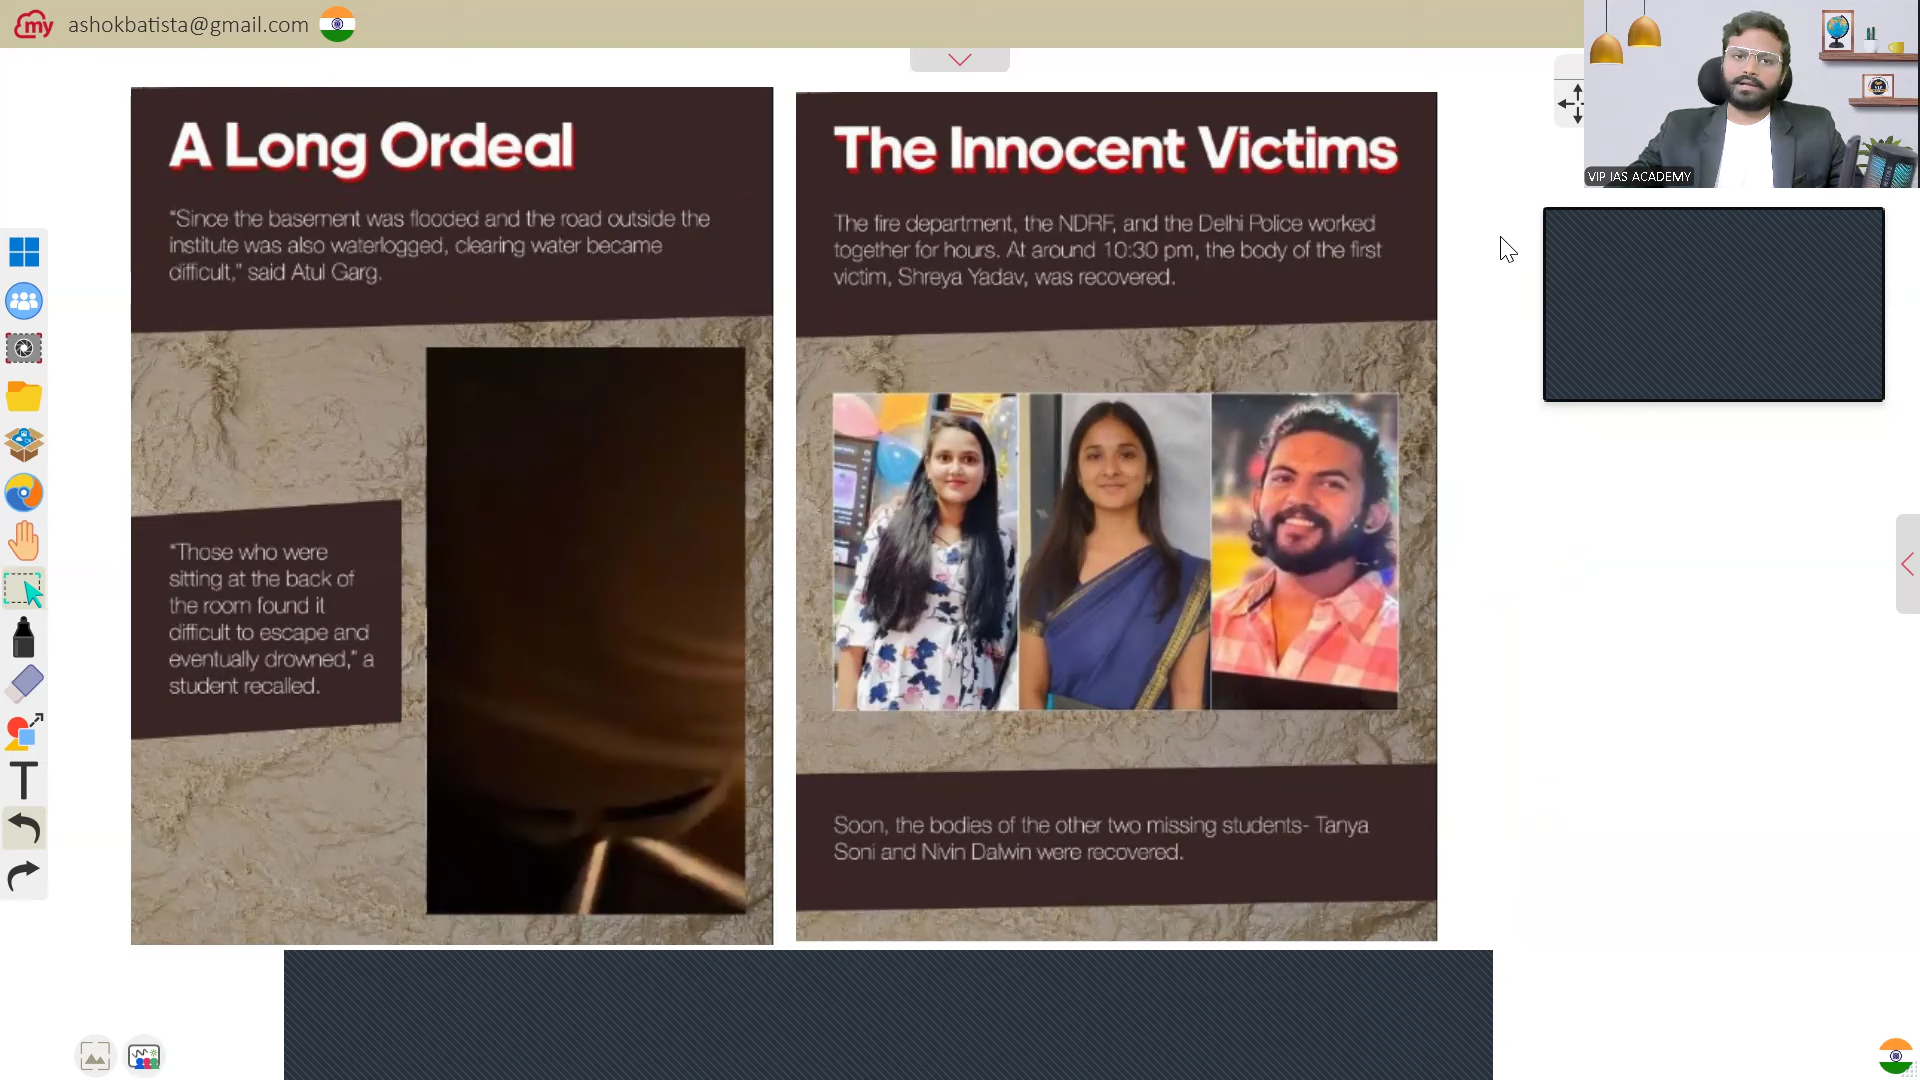 my ashokbatista@gmail.com
VIP IAS ACADEMY
A Long Ordeal
“Since the basement was flooded and the road outside the
institute was also waterlogged, clearing water became
difficult,” said Atul Garg.
“Those who were
sitting at the back of
the room found it
difficult to escape and
eventually drowned,” a
student recalled.
The Innocent Victims
The fire department, the NDRF, and the Delhi Police worked
together for hours. At around 10:30 pm, the body of the first
victim, Shreya Yadav, was recovered.
Soon, the bodies of the other two missing students- Tanya
Soni and Nivin Dalwin were recovered.
T